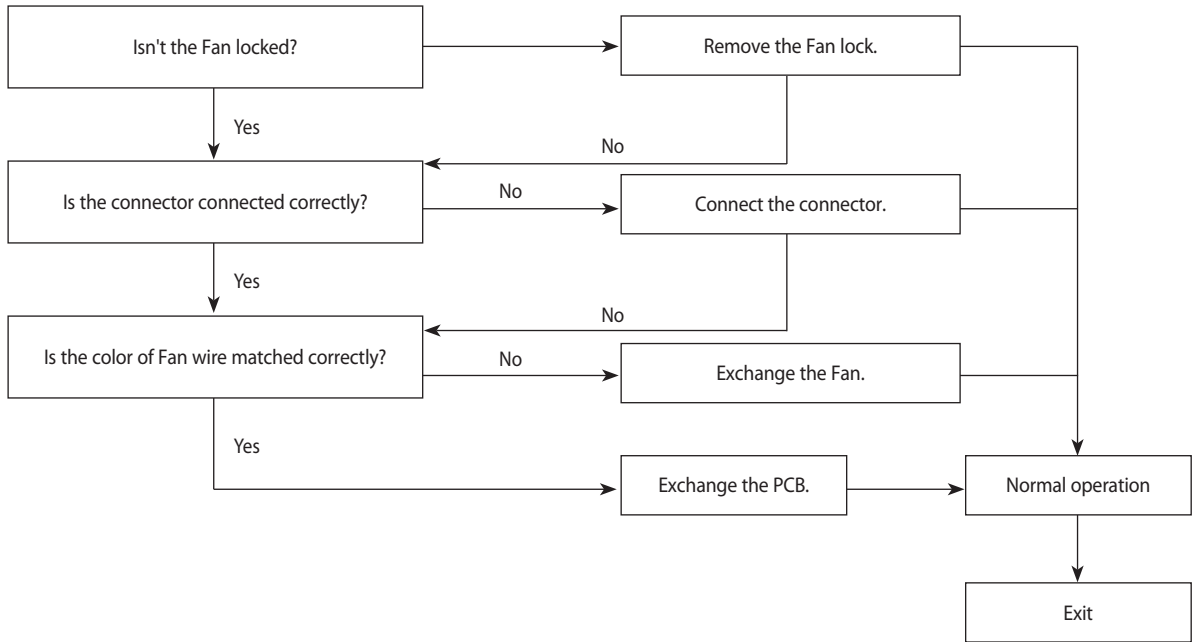 Isn't the Fan locked?
Remove the Fan lock.
Yes
No
Is the connector connected correctly?
No
Connect the connector.
Yes
No
Is the color of Fan wire matched correctly?
No
Exchange the Fan.
Yes
Exchange the PCB.
Normal operation
Exit